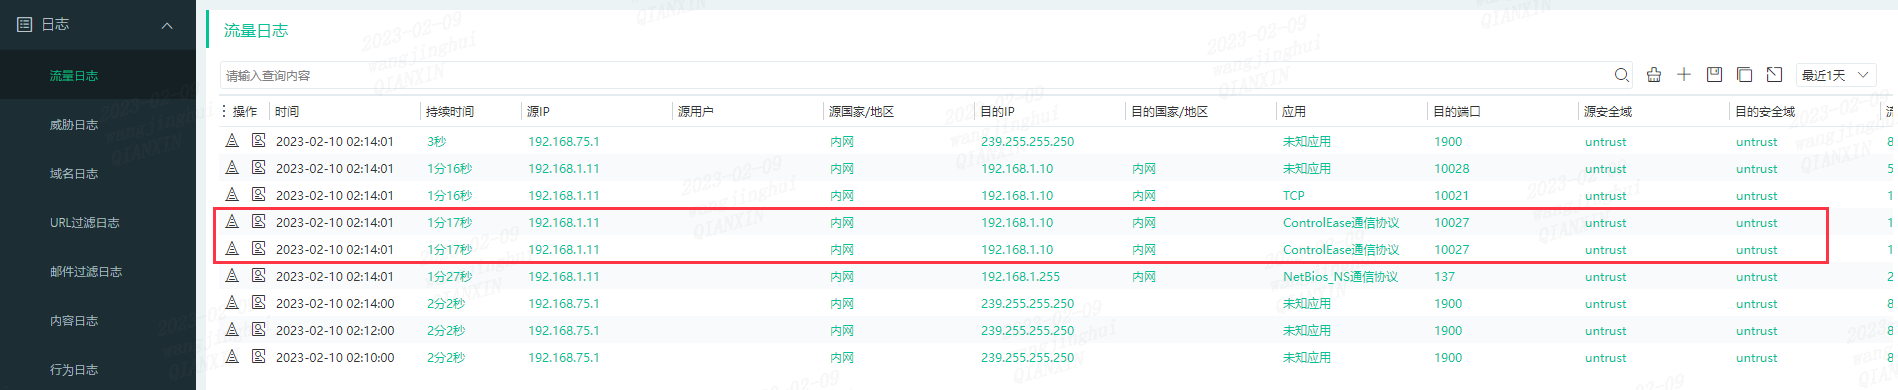 日志
流量日志
威胁日志
域名日志
URL过滤日志
邮件过滤日志
内容日志
行为日志
流量日志
请输入查询内容
最近1天
操作 时间 持续时间 源IP 源用户 源国家/地区 目的IP 目的国家/地区 应用 目的端口 源安全域 目的安全域
2023-02-10 02:14:01 3秒 192.168.75.1 内网 239.255.255.250 未知应用 1900 untrust untrust 8
2023-02-10 02:14:01 1分16秒 192.168.1.11 内网 192.168.1.10 内网 未知应用 10028 untrust untrust 5
2023-02-10 02:14:01 1分16秒 192.168.1.11 内网 192.168.1.10 内网 TCP 10021 untrust untrust 1
2023-02-10 02:14:01 1分17秒 192.168.1.11 内网 192.168.1.10 内网 ControlEase通信协议 10027 untrust untrust 1
2023-02-10 02:14:01 1分17秒 192.168.1.11 内网 192.168.1.10 内网 ControlEase通信协议 10027 untrust untrust 1
2023-02-10 02:14:01 1分27秒 192.168.1.11 内网 192.168.1.255 内网 NetBios_NS通信协议 137 untrust untrust 2
2023-02-10 02:14:00 2分2秒 192.168.75.1 内网 239.255.255.250 未知应用 1900 untrust untrust 8
2023-02-10 02:12:00 2分2秒 192.168.75.1 内网 239.255.255.250 未知应用 1900 untrust untrust 8
2023-02-10 02:10:00 2分2秒 192.168.75.1 内网 239.255.255.250 未知应用 1900 untrust untrust 8
2023-02-09
wangjinghui
QIANXIN